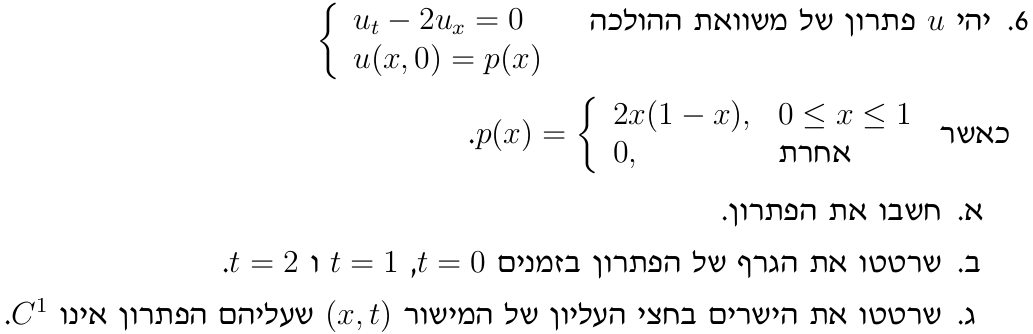 6. יהי u פתרון של משוואת ההולכה { u_t − 2u_x = 0
u(x, 0) = p(x)
כאשר p(x) = { 2x(1 − x), 0 ≤ x ≤ 1
0, אחרת.
א. חשבו את הפתרון.
ב. שרטטו את הגרף של הפתרון בזמנים t = 0, t = 1 ו t = 2.
ג. שרטטו את הישרים בחצי העליון של המישור (x, t) שעליהם הפתרון אינו C^1.